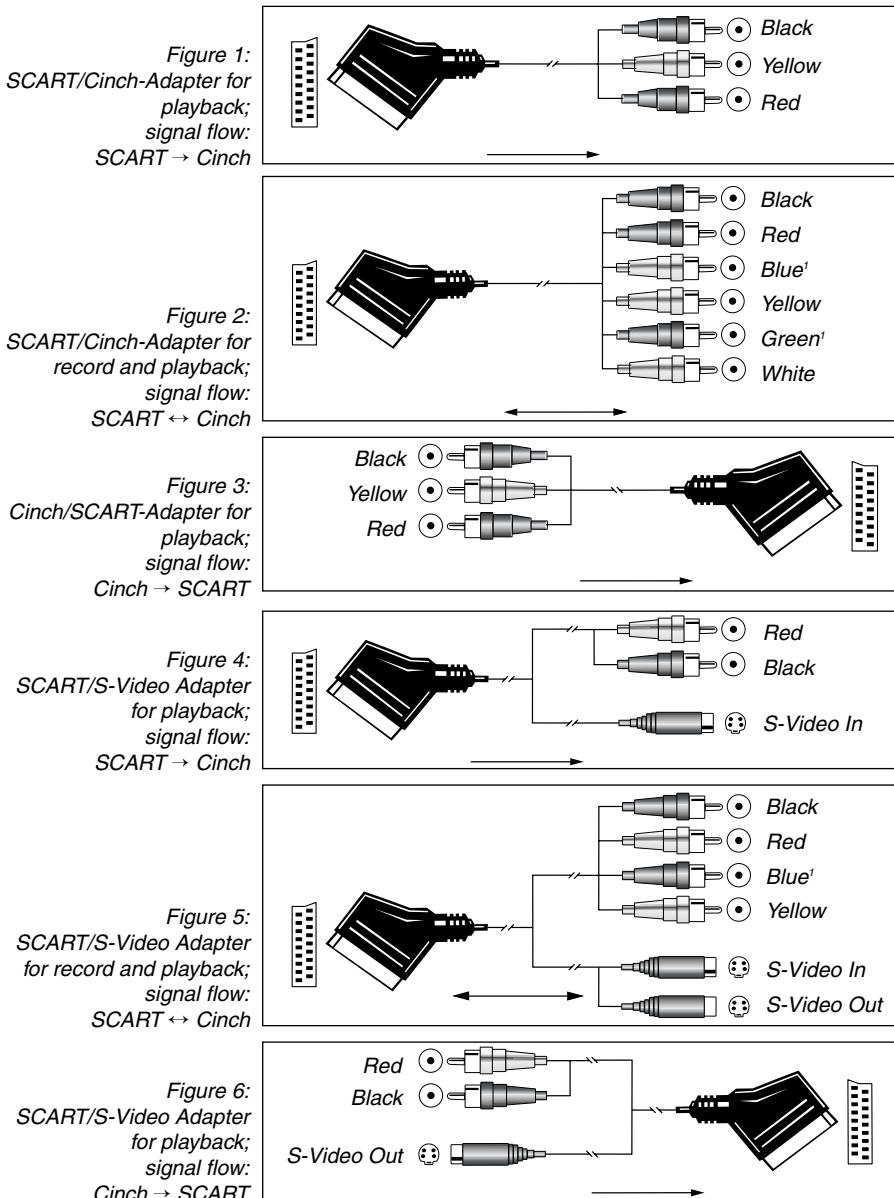 Figure 1:
SCART/Cinch-Adapter for
playback;
signal flow:
SCART → Cinch
Black
Yellow
Red
Figure 2:
SCART/Cinch-Adapter for
record and playback;
signal flow:
SCART ↔ Cinch
Black
Red
Blue¹
Yellow
Green¹
White
Figure 3:
Cinch/SCART-Adapter for
playback;
signal flow:
Cinch → SCART
Black
Yellow
Red
Figure 4:
SCART/S-Video Adapter
for playback;
signal flow:
SCART → Cinch
Red
Black
S-Video In
Figure 5:
SCART/S-Video Adapter
for record and playback;
signal flow:
SCART ↔ Cinch
Black
Red
Blue¹
Yellow
S-Video In
S-Video Out
Figure 6:
SCART/S-Video Adapter
for playback;
signal flow:
Cinch → SCART
Red
Black
S-Video Out